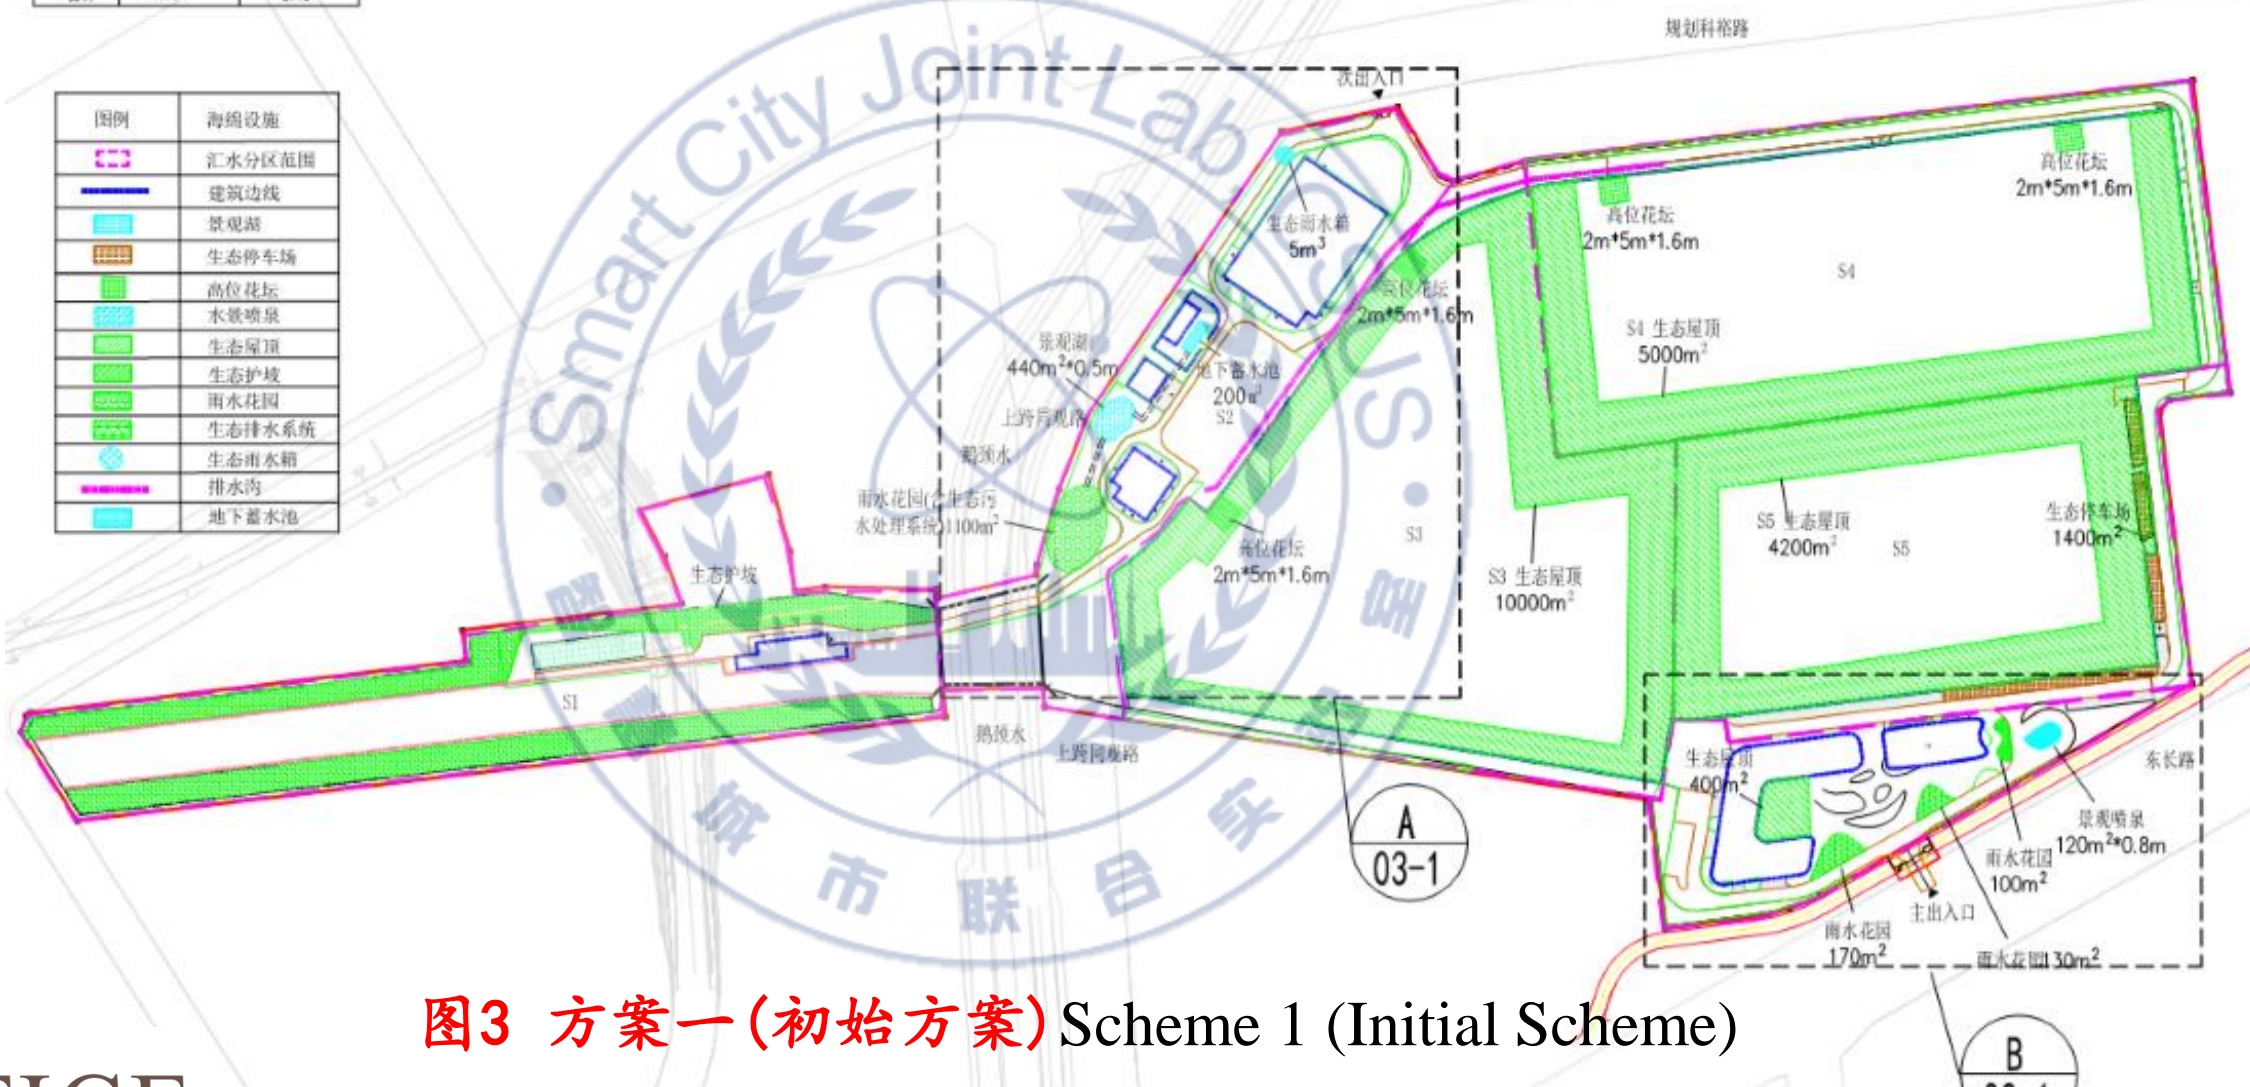 图例 海绵设施
汇水分区范围
建筑边线
景观湖
生态停车场
高位花坛
水景喷泉
生态屋顶
生态护坡
雨水花园
生态排水系统
生态雨水箱
排水沟
地下蓄水池
规划科裕路
次出入口
Smart City Joint Lab
智慧城市联合实验室
生态雨水箱
5m³
高位花坛
2m*5m*1.6m
景观湖
440m²*0.5m
地下蓄水池
200m³
S2
上跨同观路
鹅颈水
雨水花园(含生态污
水处理系统)1100m²
高位花坛
2m*5m*1.6m
高位花坛
2m*5m*1.6m
高位花坛
2m*5m*1.6m
S4
S4 生态屋顶
5000m²
S3
S3 生态屋顶
10000m²
S5 生态屋顶
4200m²
S5
生态停车场
1400m²
生态护坡
S1
鹅颈水
上跨同观路
A
03-1
生态屋顶
400m²
东长路
景观喷泉
120m²*0.8m
雨水花园
100m²
主出入口
雨水花园
170m²
雨水花园130m²
B
图3 方案一(初始方案)Scheme 1 (Initial Scheme)